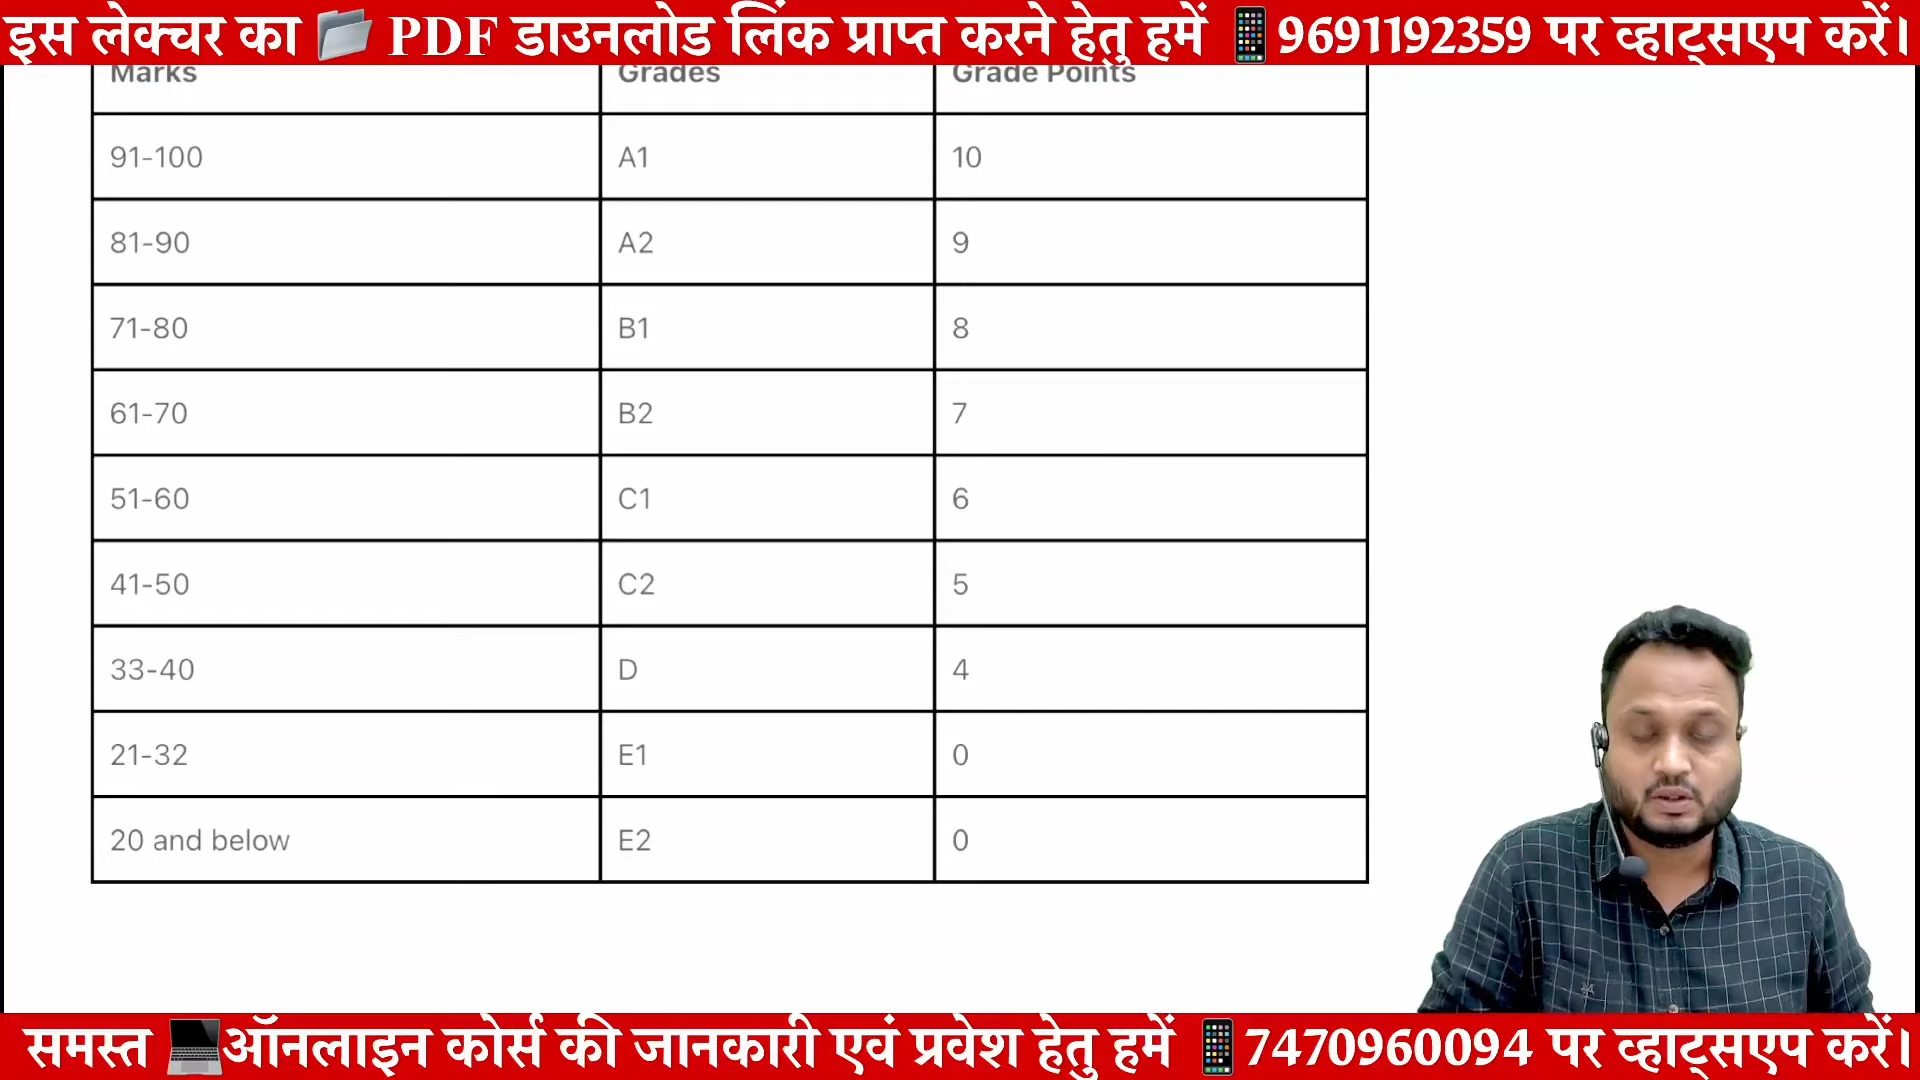 इस लेक्चर का PDF डाउनलोड लिंक प्राप्त करने हेतु हमें 9691192359 पर व्हाट्सएप करें।
Marks Grades Grade Points
91-100 A1 10
81-90 A2 9
71-80 B1 8
61-70 B2 7
51-60 C1 6
41-50 C2 5
33-40 D 4
21-32 E1 0
20 and below E2 0
समस्त ऑनलाइन कोर्स की जानकारी एवं प्रवेश हेतु हमें 7470960094 पर व्हाट्सएप करें।